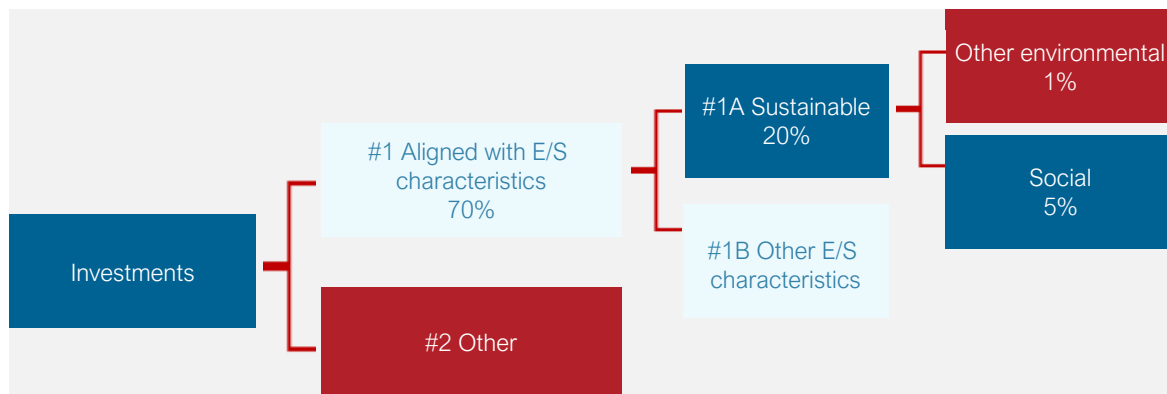 Investments
#1 Aligned with E/S
characteristics
70%
#2 Other
#1A Sustainable
20%
#1B Other E/S
characteristics
Other environmental
1%
Social
5%